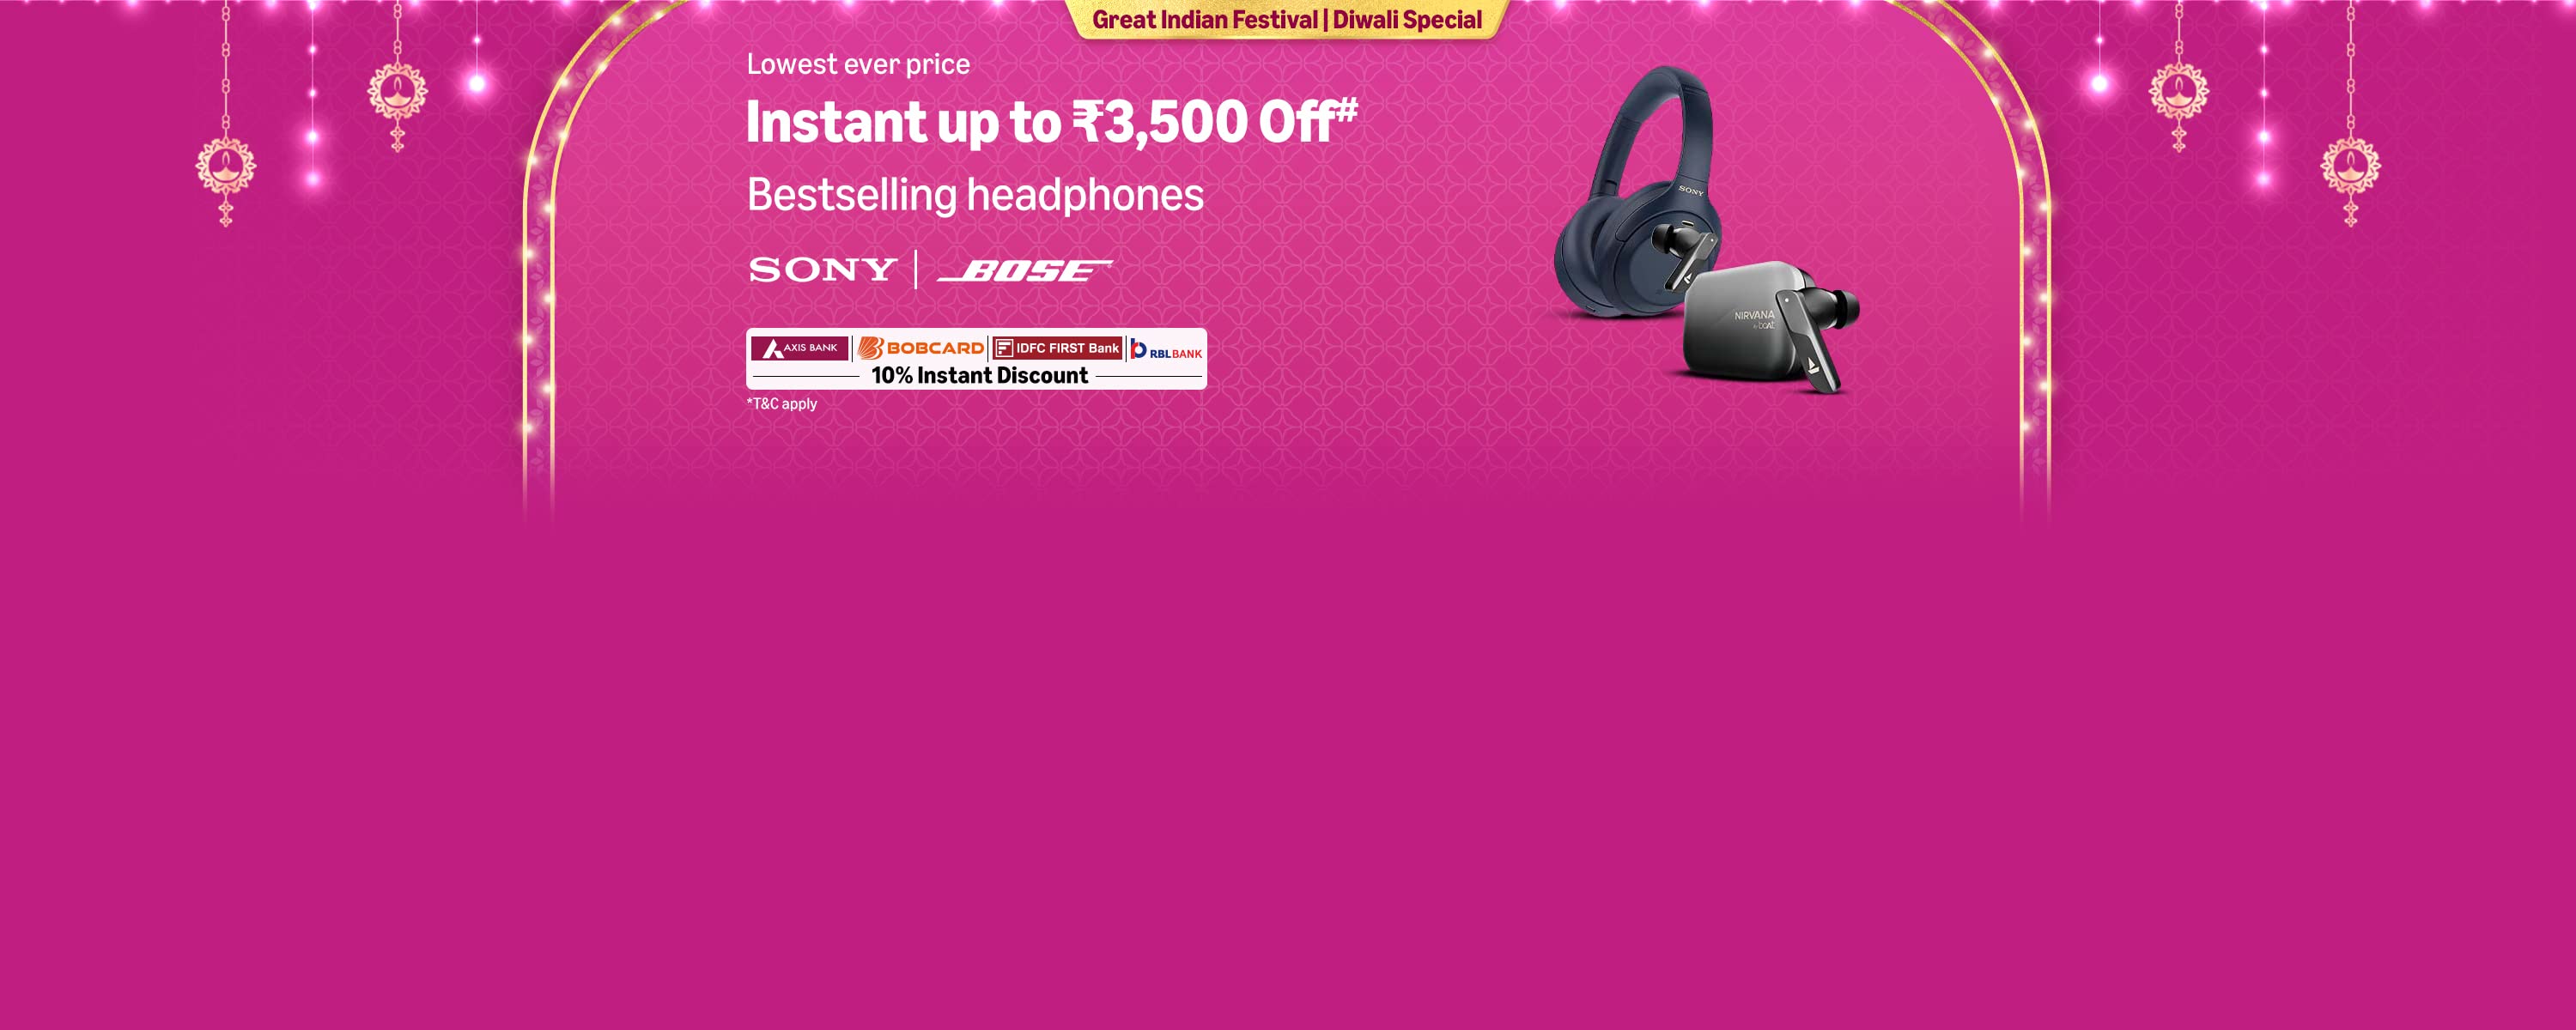 Great Indian Festival | Diwali Special
Lowest ever price
Instant up to ₹3,500 Off#
Bestselling headphones
SONY | BOSE
AXIS BANK | BOBCARD | IDFC FIRST Bank | RBL BANK
10% Instant Discount
*T&C apply
SONY
NIRVANA
by boAt